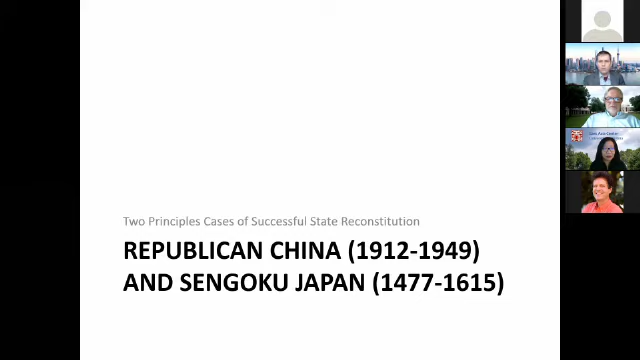 Two Principles Cases of Successful State Reconstitution
REPUBLICAN CHINA (1912-1949)
AND SENGOKU JAPAN (1477-1615)